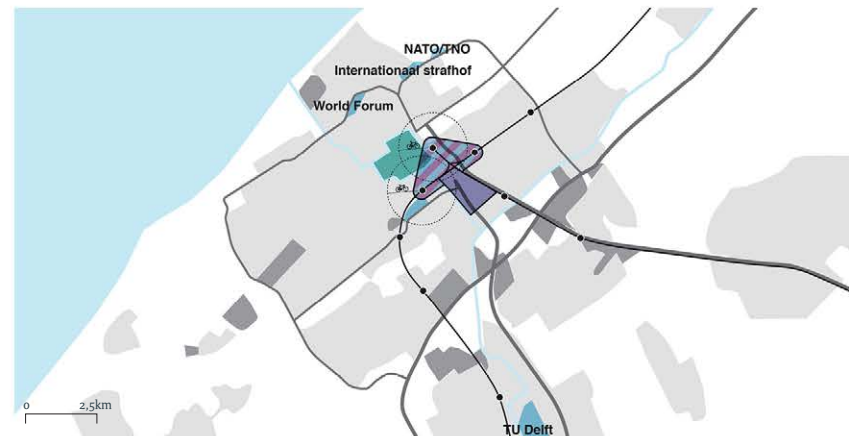 NATO/TNO
Internationaal strafhof
World Forum
0 2,5km
TU Delft